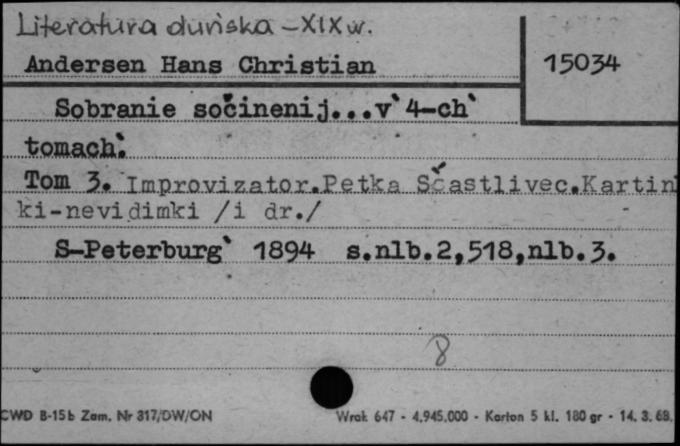 Literatura duńska - XIX w.
Andersen Hans Christian
15034
Sobranie sočinenij...v` 4-ch`
tomach`.
Tom 3. Improvizator.Petka Sčastlivec.Kartin
ki-nevidimki /i dr./
S-Peterburg` 1894 s.nlb.2,518,nlb.3.
8
CWD B-15b Zam. Nr 317/DW/ON Wrak 647 - 4.945.000 - Karton 5 kl. 180 gr - 14. 3. 68.